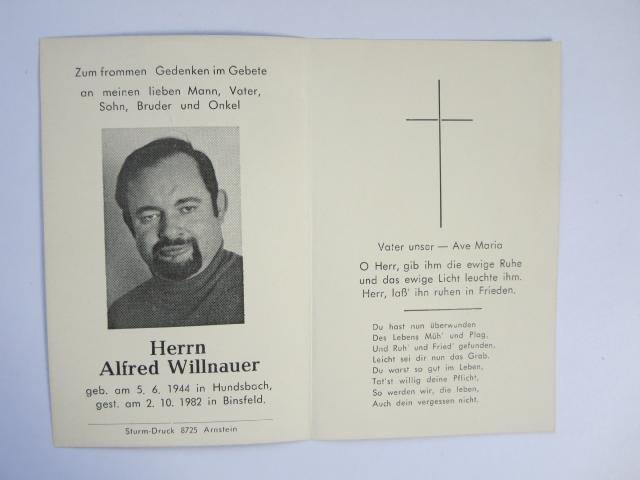 Zum frommen Gedenken im Gebete
an meinen lieben Mann, Vater,
Sohn, Bruder und Onkel
Herrn
Alfred Willnauer
geb. am 5. 6. 1944 in Hundsbach,
gest. am 2. 10. 1982 in Binsfeld.
Sturm-Druck 8725 Arnstein
Vater unser — Ave Maria
O Herr, gib ihm die ewige Ruhe
und das ewige Licht leuchte ihm.
Herr, laß' ihn ruhen in Frieden.
Du hast nun überwunden
Des Lebens Müh' und Plag,
Und Ruh' und Fried' gefunden,
Leicht sei dir nun das Grab.
Du warst so gut im Leben,
Tat'st willig deine Pflicht,
So werden wir, die leben,
Auch dein vergessen nicht.